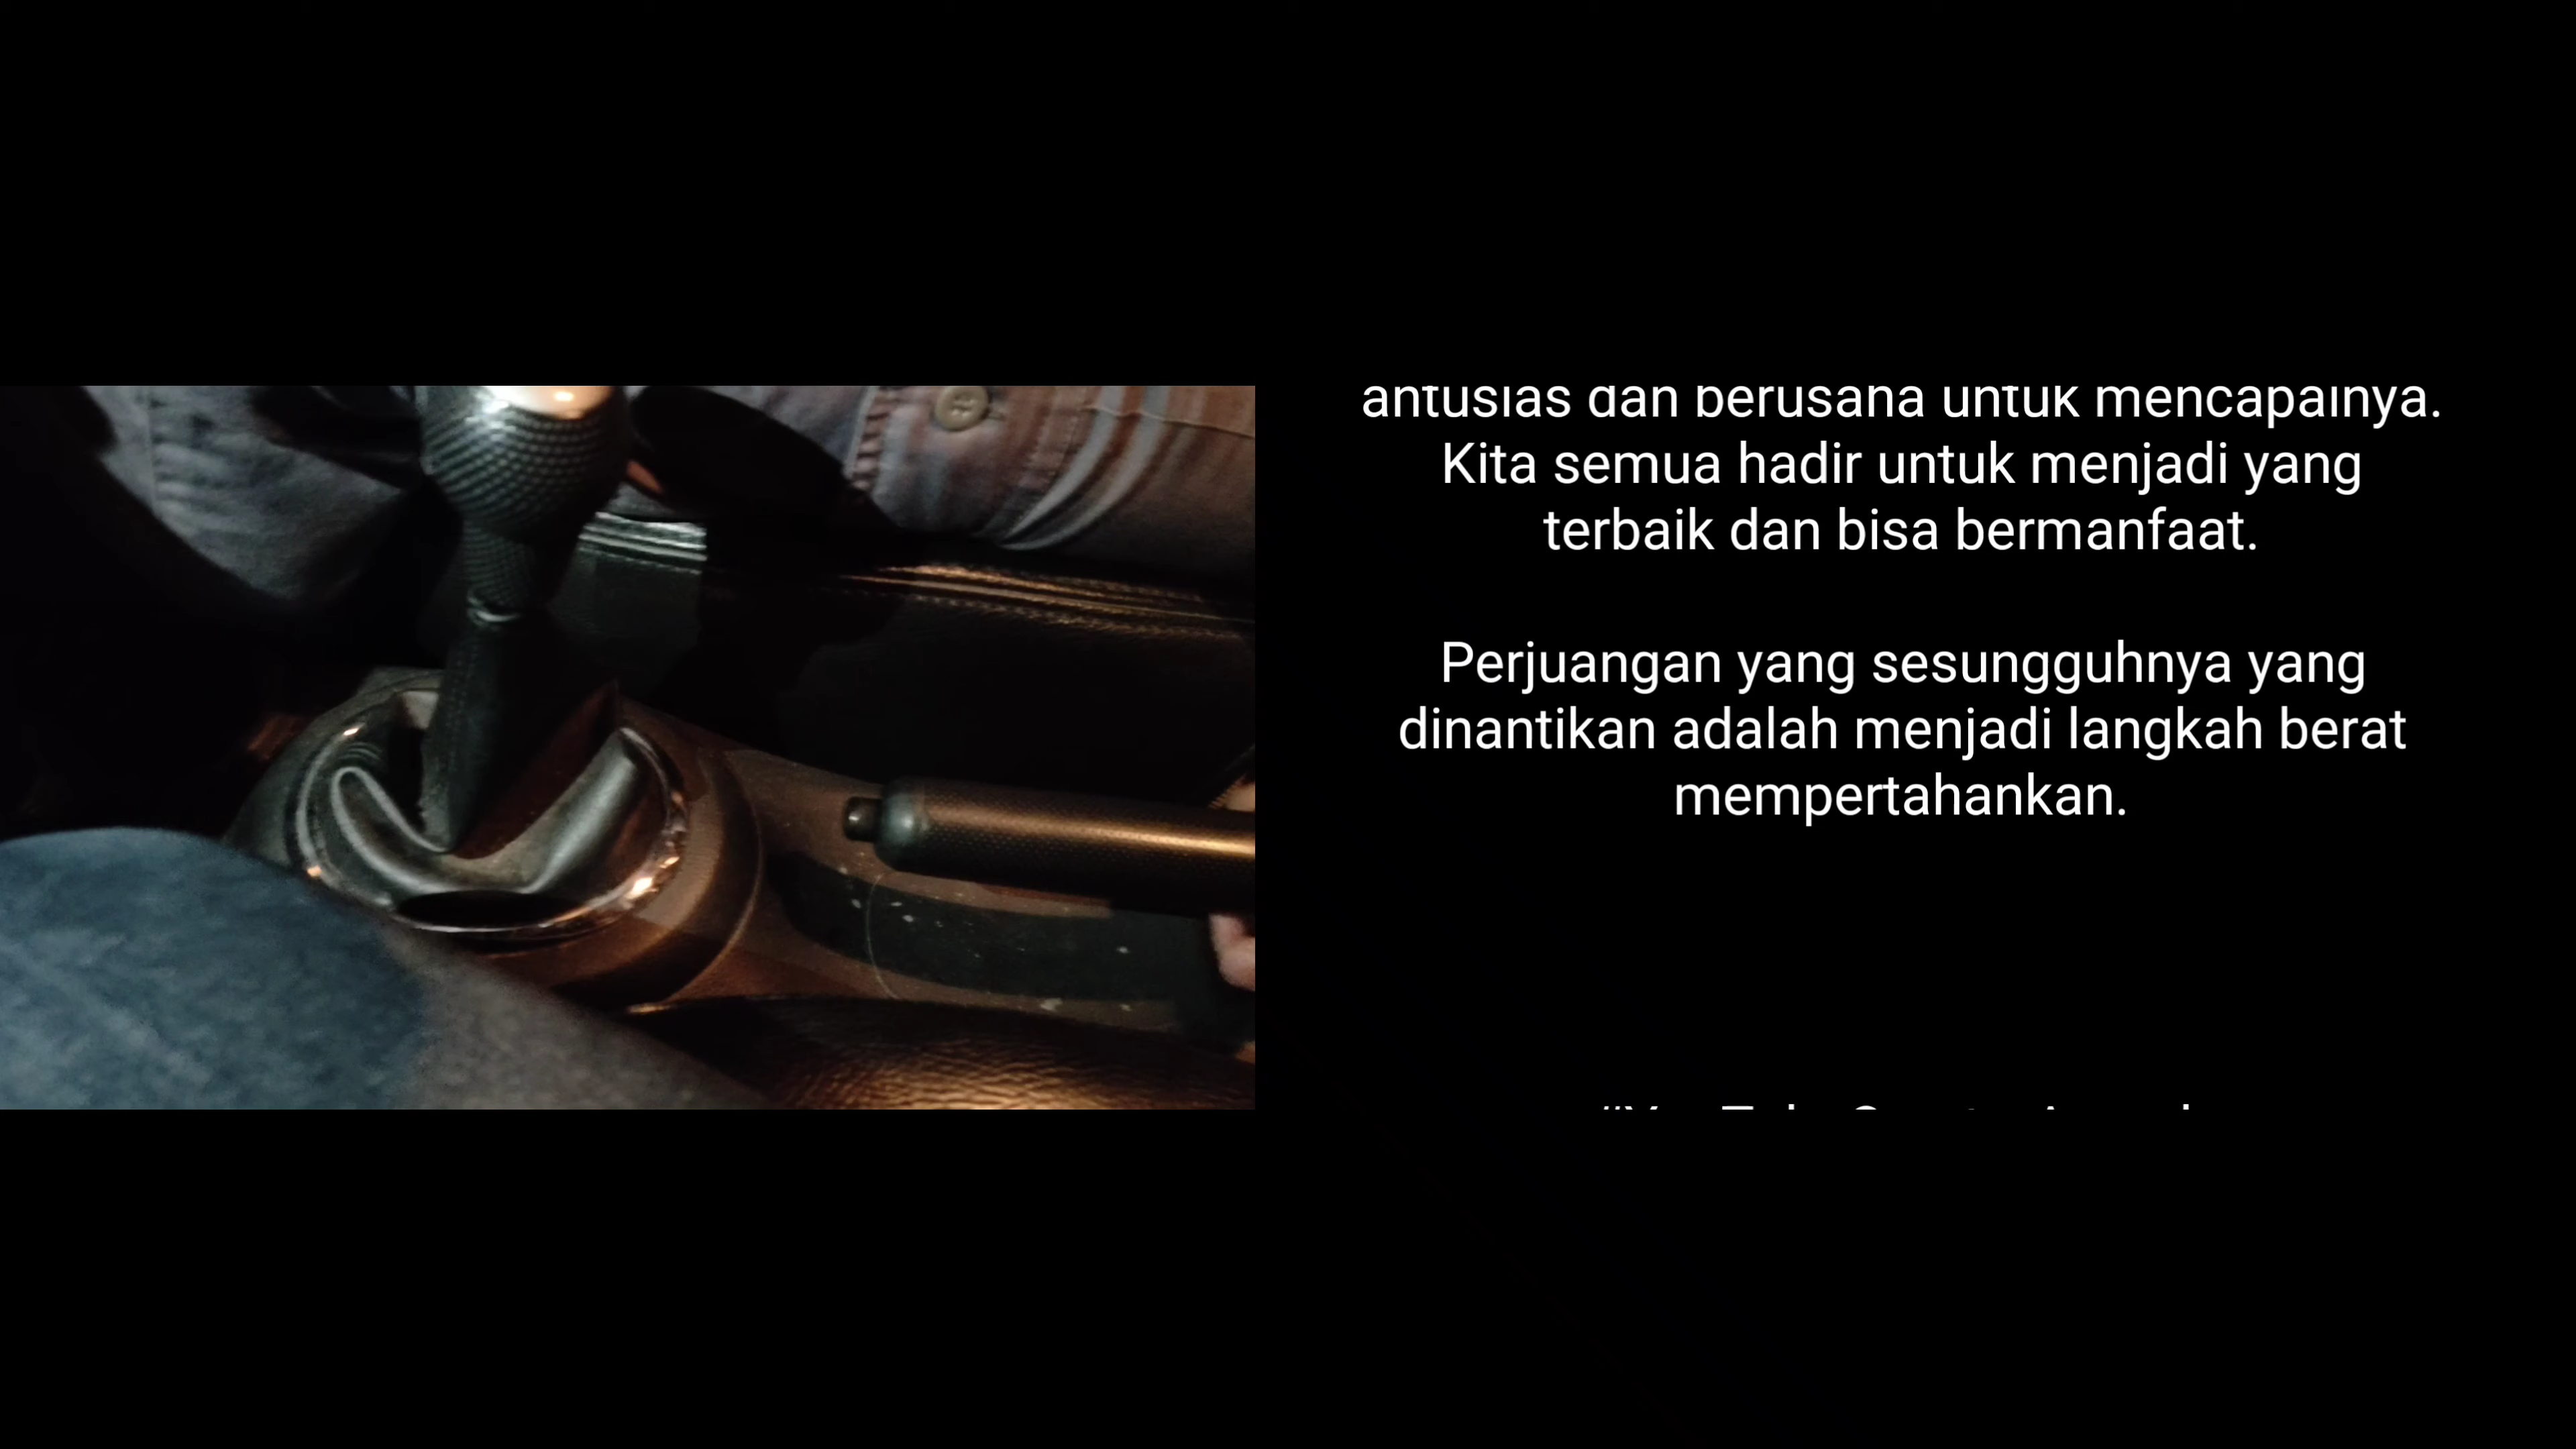 antusias dan berusaha untuk mencapainya.
Kita semua hadir untuk menjadi yang
terbaik dan bisa bermanfaat.
Perjuangan yang sesungguhnya yang
dinantikan adalah menjadi langkah berat
mempertahankan.